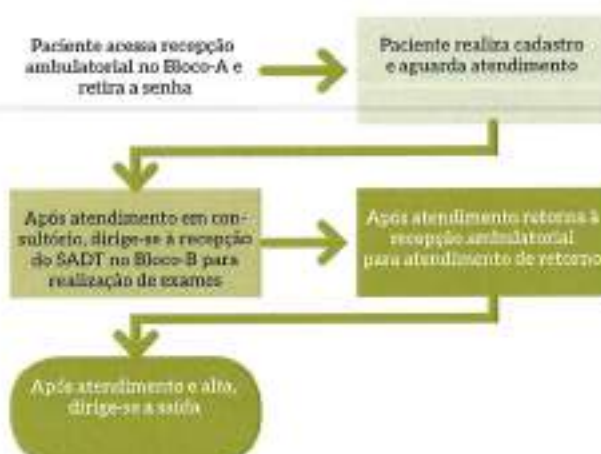 Paciente acessa recepção
ambulatorial no Bloco-A e
retira a senha
Paciente realiza cadastro
e aguarda atendimento
Após atendimento em con-
sultório, dirige-se à recepção
do SADT no Bloco-B para
realização de exames
Após atendimento retorna à
recepção ambulatorial
para atendimento de retorno
Após atendimento e alta,
dirige-se a saída